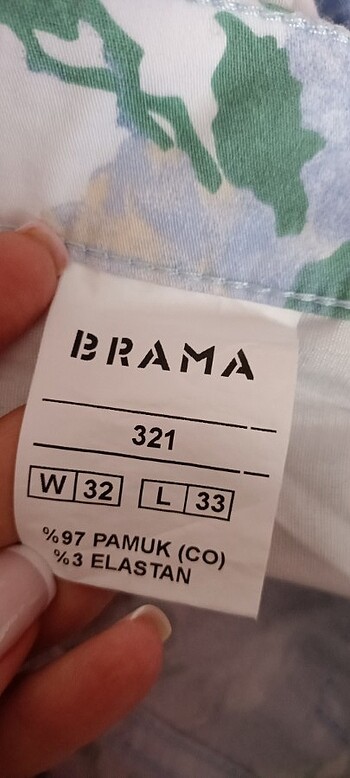 BRAMA
321
W 32 L 33
%97 PAMUK (CO)
%3 ELASTAN